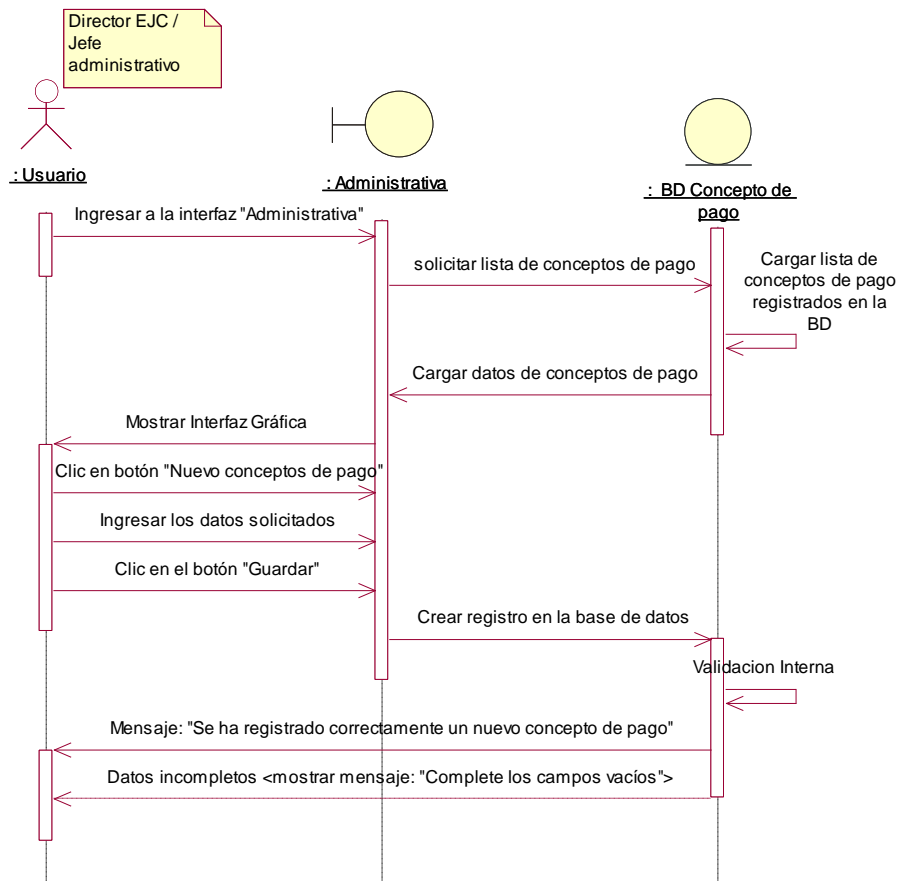 Director EJC /
Jefe
administrativo
: Usuario
: Administrativa
: BD Concepto de
pago
Ingresar a la interfaz "Administrativa"
solicitar lista de conceptos de pago
Cargar lista de
conceptos de pago
registrados en la
BD
Cargar datos de conceptos de pago
Mostrar Interfaz Gráfica
Clic en botón "Nuevo conceptos de pago"
Ingresar los datos solicitados
Clic en el botón "Guardar"
Crear registro en la base de datos
Validacion Interna
Mensaje: "Se ha registrado correctamente un nuevo concepto de pago"
Datos incompletos <mostrar mensaje: "Complete los campos vacíos">